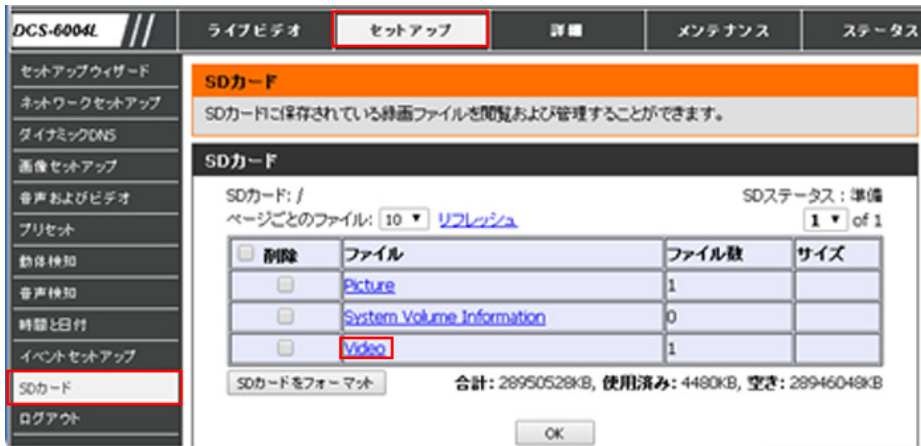 DCS-6004L
ライブビデオ セットアップ 詳細 メンテナンス ステータス
セットアップウィザード
ネットワークセットアップ
ダイナミックDNS
画像セットアップ
音声およびビデオ
プリセット
動体検知
音声検知
時間と日付
イベントセットアップ
SDカード
ログアウト
SDカード
SDカードに保存されている録画ファイルを閲覧および管理することができます。
SDカード
SDカード: / SDステータス : 準備
ページごとのファイル: 10 リフレッシュ 1 of 1
削除 ファイル ファイル数 サイズ
Picture 1
System Volume Information 0
Video 1
SDカードをフォーマット 合計: 28950528KB, 使用済み: 4480KB, 空き: 28946048KB
OK